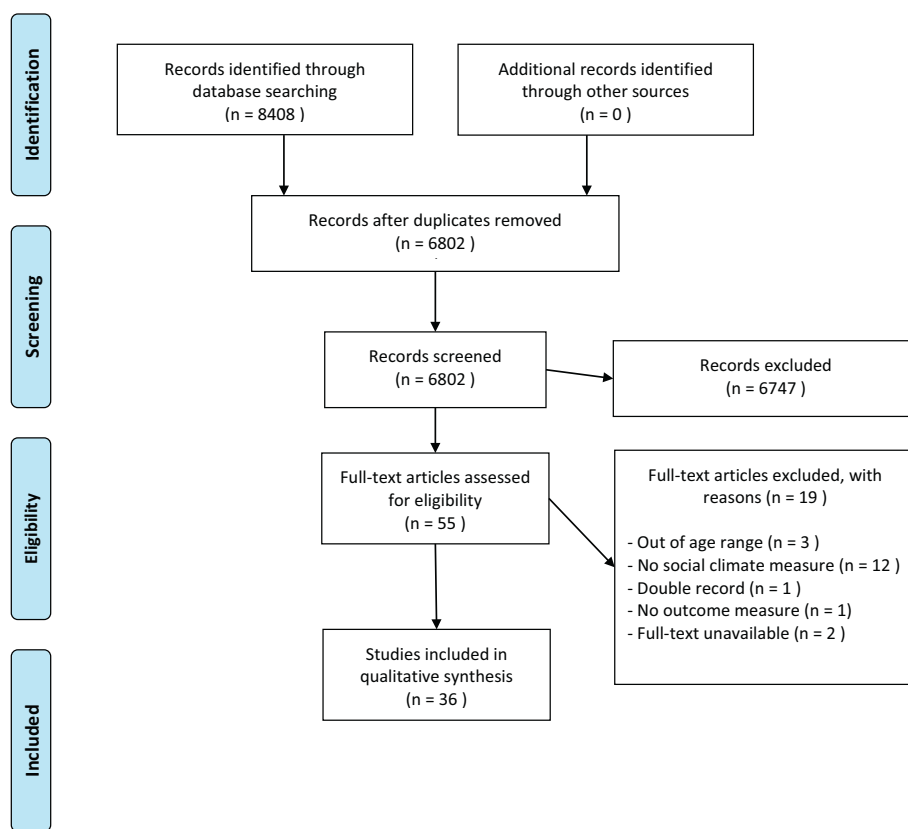 Identification
Records identified through
database searching
(n = 8408 )
Additional records identified
through other sources
(n = 0 )
Records after duplicates removed
(n = 6802 )
Screening
Records screened
(n = 6802 )
Records excluded
(n = 6747 )
Eligibility
Full-text articles assessed
for eligibility
(n = 55 )
Full-text articles excluded, with
reasons (n = 19 )
- Out of age range (n = 3 )
- No social climate measure (n = 12 )
- Double record (n = 1 )
- No outcome measure (n = 1)
- Full-text unavailable (n = 2 )
Included
Studies included in
qualitative synthesis
(n = 36 )